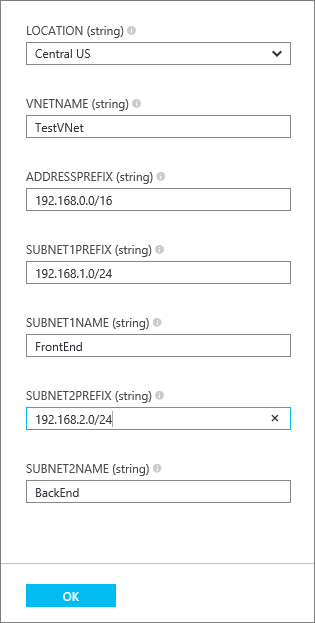 LOCATION (string)
Central US
VNETNAME (string)
TestVNet
ADDRESSPREFIX (string)
192.168.0.0/16
SUBNET1PREFIX (string)
192.168.1.0/24
SUBNET1NAME (string)
FrontEnd
SUBNET2PREFIX (string)
192.168.2.0/24
SUBNET2NAME (string)
BackEnd
OK